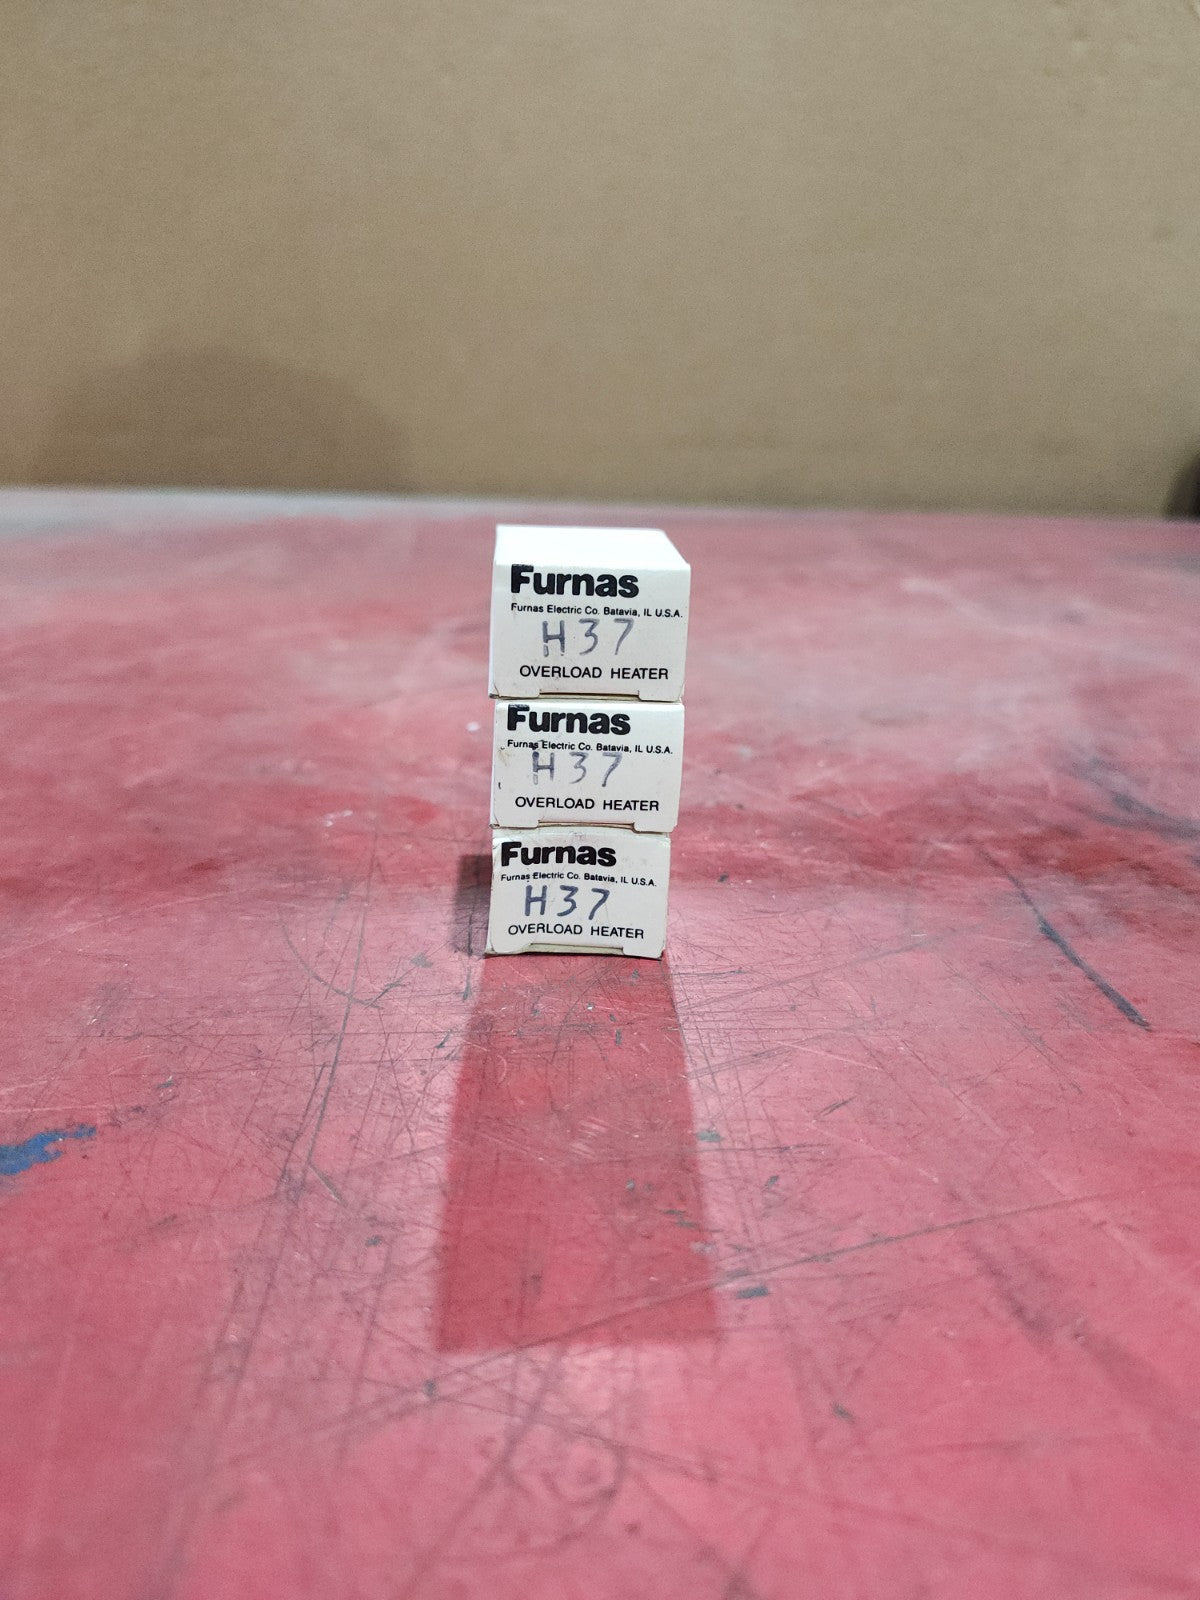 Furnas
Furnas Electric Co. Batavia, IL U.S.A.
H37
OVERLOAD HEATER
Furnas
Furnas Electric Co. Batavia, IL U.S.A.
H37
OVERLOAD HEATER
Furnas
Furnas Electric Co. Batavia, IL U.S.A.
H37
OVERLOAD HEATER